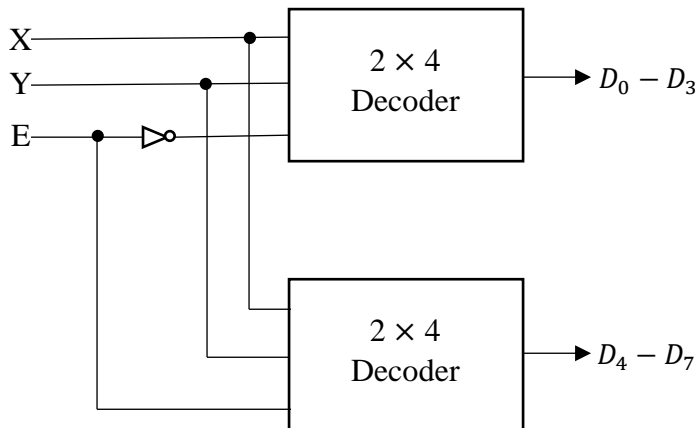 X
Y
E
2 × 4
Decoder
D₀ − D₃
2 × 4
Decoder
D₄ − D₇